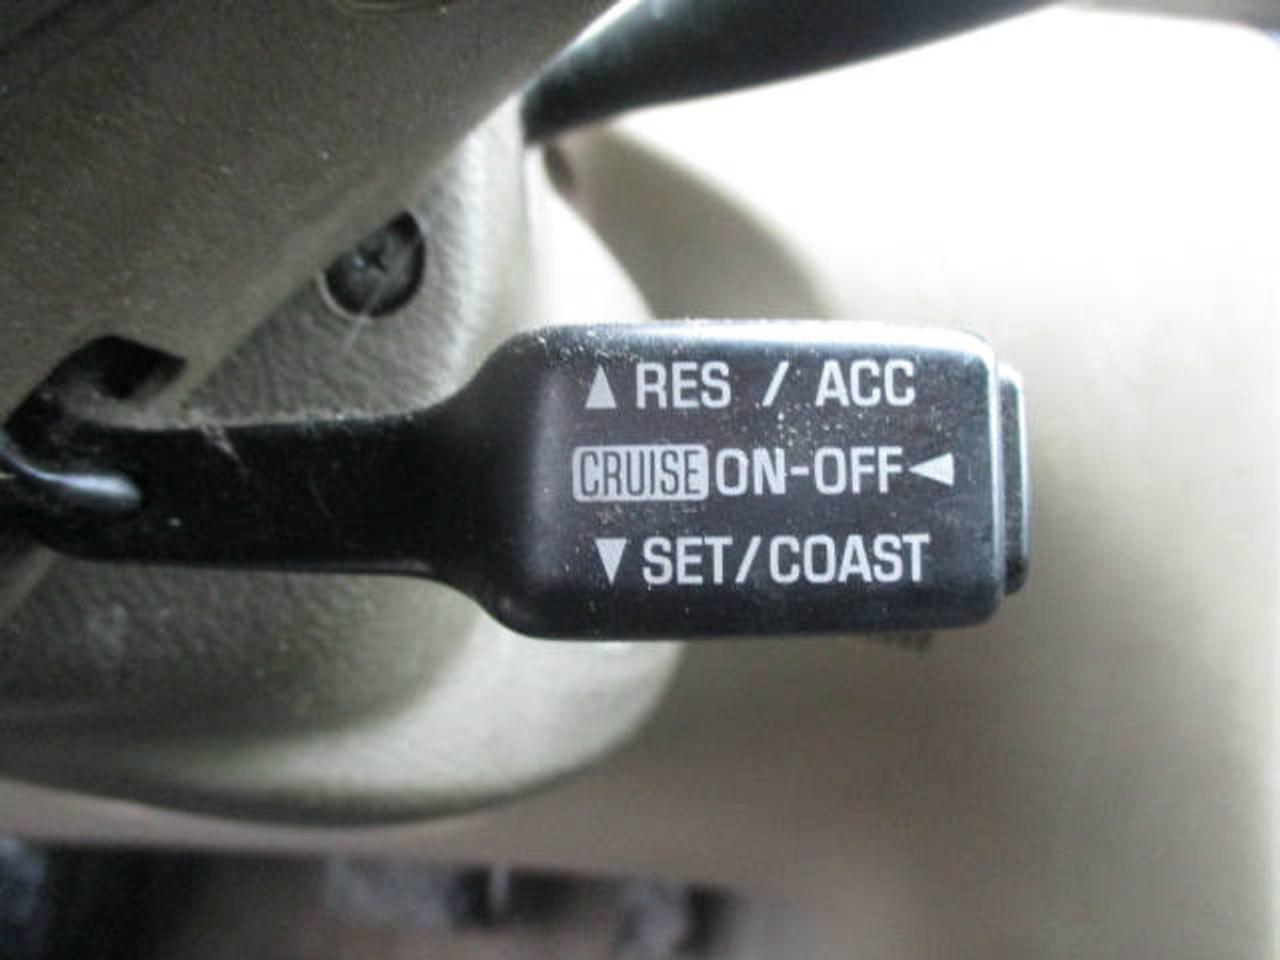 ▲ RES / ACC
CRUISE ON-OFF ◀
▼ SET/COAST